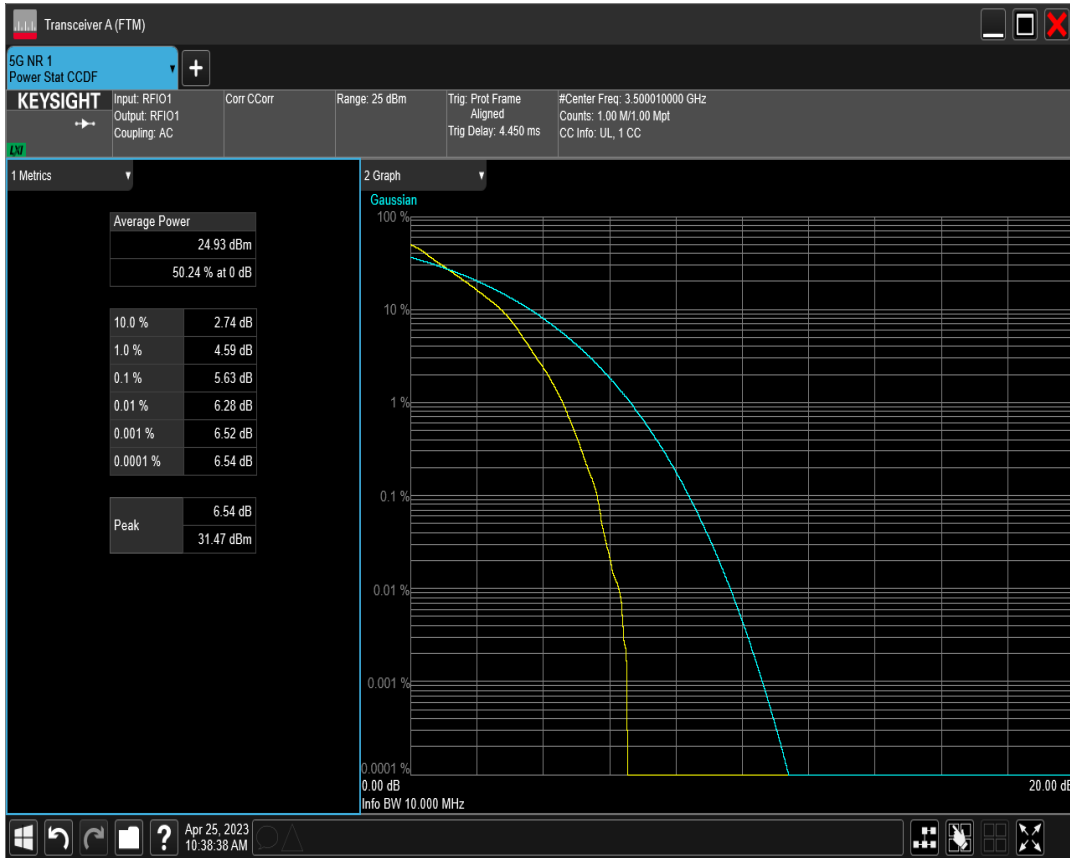 Transceiver A (FTM)
5G NR 1
Power Stat CCDF
+
KEYSIGHT
LXI
Input: RFIO1
Output: RFIO1
Coupling: AC
Corr CCorr
Range: 25 dBm
Trig: Prot Frame
Aligned
Trig Delay: 4.450 ms
#Center Freq: 3.500010000 GHz
Counts: 1.00 M/1.00 Mpt
CC Info: UL, 1 CC
1 Metrics
Average Power
24.93 dBm
50.24 % at 0 dB
10.0 % 2.74 dB
1.0 % 4.59 dB
0.1 % 5.63 dB
0.01 % 6.28 dB
0.001 % 6.52 dB
0.0001 % 6.54 dB
Peak
6.54 dB
31.47 dBm
2 Graph
Gaussian
100 %
10 %
1 %
0.1 %
0.01 %
0.001 %
0.0001 %
0.00 dB 20.00 dB
Info BW 10.000 MHz
?
Apr 25, 2023
10:38:38 AM